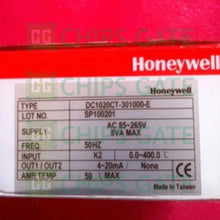 CHIPS GATE
Honeywell
Honeywell
TYPE DC1020CT-301000-E
LOT NO. SP100201
SUPPLY AC 85~265V
8VA MAX
FREQ. 50HZ
INPUT K2 0.0~400.0
OUT1 / OUT2 4~20mA / None
AMB TEMP 50 MAX
Made in Taiwan